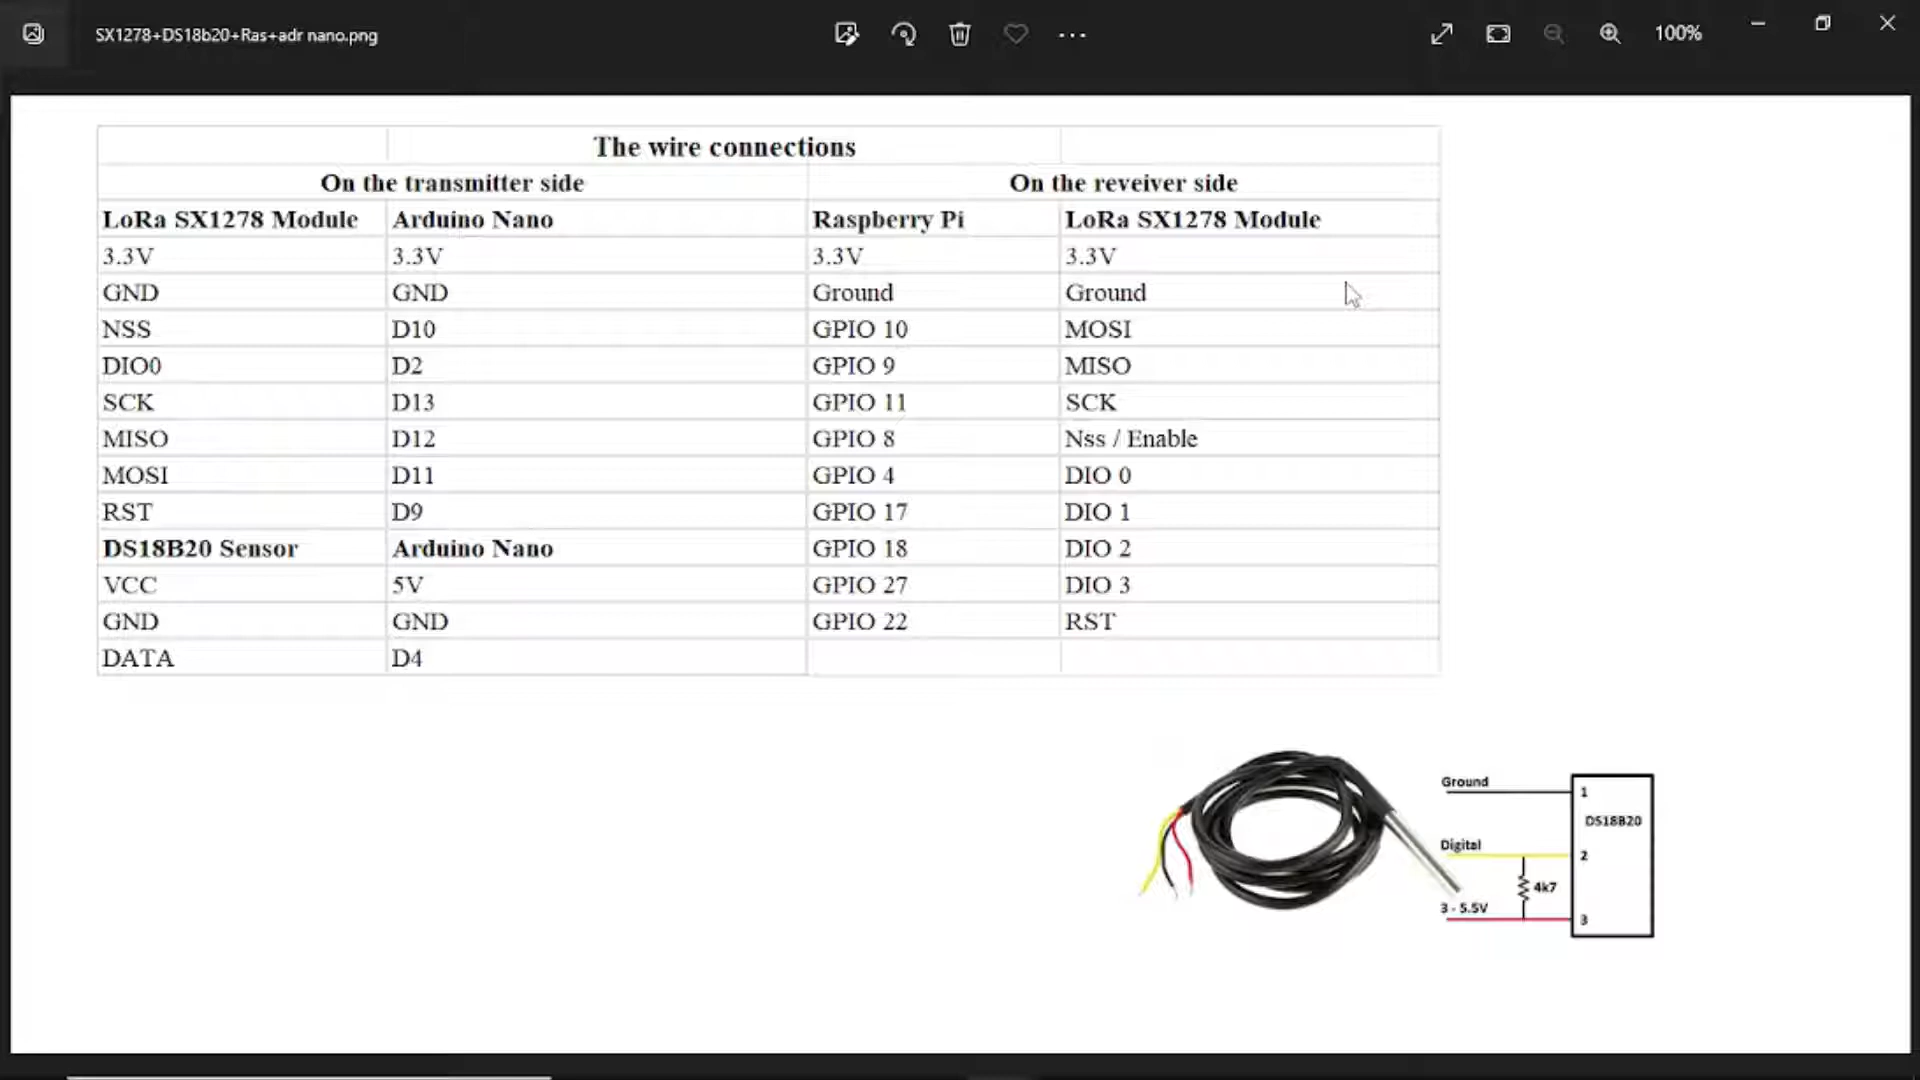 SX1278+DS18b20+Ras+adr nano.png
100%
The wire connections
On the transmitter side On the reveiver side
LoRa SX1278 Module Arduino Nano Raspberry Pi LoRa SX1278 Module
3.3V 3.3V 3.3V 3.3V
GND GND Ground Ground
NSS D10 GPIO 10 MOSI
DIO0 D2 GPIO 9 MISO
SCK D13 GPIO 11 SCK
MISO D12 GPIO 8 Nss / Enable
MOSI D11 GPIO 4 DIO 0
RST D9 GPIO 17 DIO 1
DS18B20 Sensor Arduino Nano GPIO 18 DIO 2
VCC 5V GPIO 27 DIO 3
GND GND GPIO 22 RST
DATA D4
Ground 1
DS18B20
Digital 2
4k7
3 - 5.5V 3